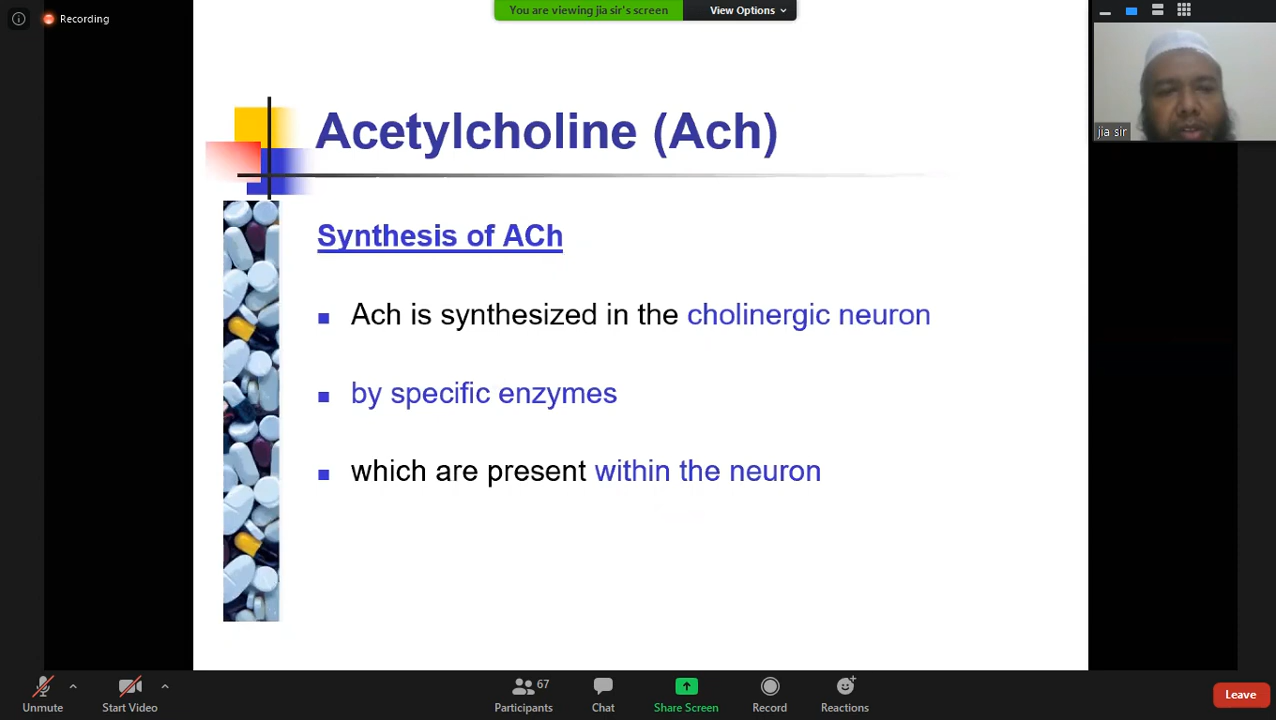 Recording
You are viewing jia sir's screen
View Options
jia sir
Acetylcholine (Ach)
Synthesis of ACh
Ach is synthesized in the cholinergic neuron
by specific enzymes
which are present within the neuron
Unmute
Start Video
67
Participants
Chat
Share Screen
Record
Reactions
Leave